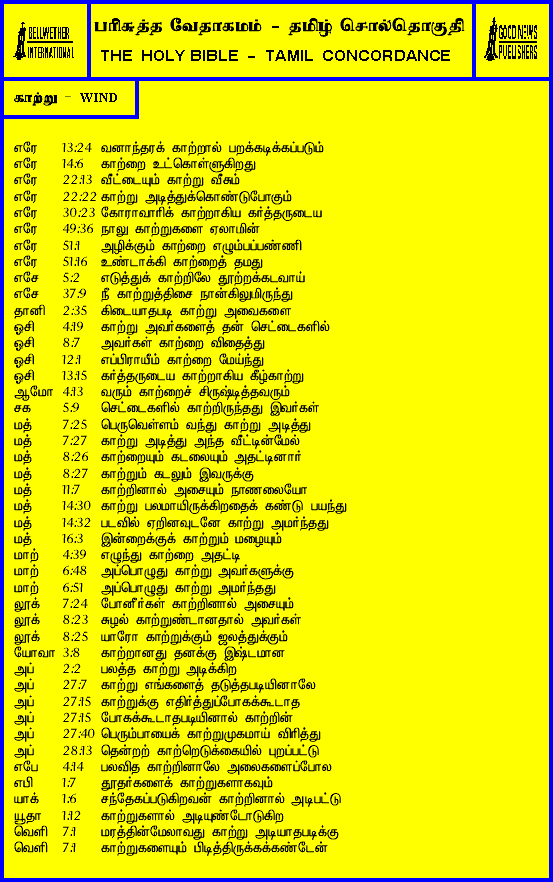 BELLWETHER
INTERNATIONAL
பரிசுத்த வேதாகமம் - தமிழ் சொல்தொகுதி
THE HOLY BIBLE - TAMIL CONCORDANCE
GOOD NEWS
PUBLISHERS
காற்று - WIND
எரே 13:24 வனாந்தரக் காற்றால் பறக்கடிக்கப்படும்
எரே 14:6 காற்றை உட்கொள்ளுகிறது
எரே 22:13 வீட்டையும் காற்று வீசும்
எரே 22:22 காற்று அடித்துக்கொண்டுபோகும்
எரே 30:23 கோராவாரிக் காற்றாகிய கர்த்தருடைய
எரே 49:36 நாலு காற்றுகளை ஏலாமின்
எரே 51:1 அழிக்கும் காற்றை எழும்பப்பண்ணி
எரே 51:16 உண்டாக்கி காற்றைத் தமது
எசே 5:2 எடுத்துக் காற்றிலே தூற்றக்கடவாய்
எசே 37:9 நீ காற்றுத்திசை நான்கிலுமிருந்து
தானி 2:35 கிடையாதபடி காற்று அவைகளை
ஓசி 4:19 காற்று அவர்களைத் தன் செட்டைகளில்
ஓசி 8:7 அவர்கள் காற்றை விதைத்து
ஓசி 12:1 எப்பிராயீம் காற்றை மேய்ந்து
ஓசி 13:15 கர்த்தருடைய காற்றாகிய கீழ்காற்று
ஆமோ 4:13 வரும் காற்றைச் சிருஷ்டித்தவரும்
சக 5:9 செட்டைகளில் காற்றிருந்தது இவர்கள்
மத் 7:25 பெருவெள்ளம் வந்து காற்று அடித்து
மத் 7:27 காற்று அடித்து அந்த வீட்டின்மேல்
மத் 8:26 காற்றையும் கடலையும் அதட்டினார்
மத் 8:27 காற்றும் கடலும் இவருக்கு
மத் 11:7 காற்றினால் அசையும் நாணலையோ
மத் 14:30 காற்று பலமாயிருக்கிறதைக் கண்டு பயந்து
மத் 14:32 படவில் ஏறினவுடனே காற்று அமர்ந்தது
மத் 16:3 இன்றைக்குக் காற்றும் மழையும்
மாற் 4:39 எழுந்து காற்றை அதட்டி
மாற் 6:48 அப்பொழுது காற்று அவர்களுக்கு
மாற் 6:51 அப்பொழுது காற்று அமர்ந்தது
லூக் 7:24 போனீர்கள் காற்றினால் அசையும்
லூக் 8:23 சுழல் காற்றுண்டானதால் அவர்கள்
லூக் 8:25 யாரோ காற்றுக்கும் ஜலத்துக்கும்
யோவா 3:8 காற்றானது தனக்கு இஷ்டமான
அப் 2:2 பலத்த காற்று அடிக்கிற
அப் 27:7 காற்று எங்களைத் தடுத்தபடியினாலே
அப் 27:15 காற்றுக்கு எதிர்த்துப்போகக்கூடாத
அப் 27:15 போகக்கூடாதபடியினால் காற்றின்
அப் 27:40 பெரும்பாயைக் காற்றுமுகமாய் விரித்து
அப் 28:13 தென்றற் காற்றெடுக்கையில் புறப்பட்டு
எபே 4:14 பலவித காற்றினாலே அலைகளைப்போல
எபி 1:7 தூதர்களைக் காற்றுகளாகவும்
யாக் 1:6 சந்தேகப்படுகிறவன் காற்றினால் அடிபட்டு
யூதா 1:12 காற்றுகளால் அடியுண்டோடுகிற
வெளி 7:1 மரத்தின்மேலாவது காற்று அடியாதபடிக்கு
வெளி 7:1 காற்றுகளையும் பிடித்திருக்கக்கண்டேன்